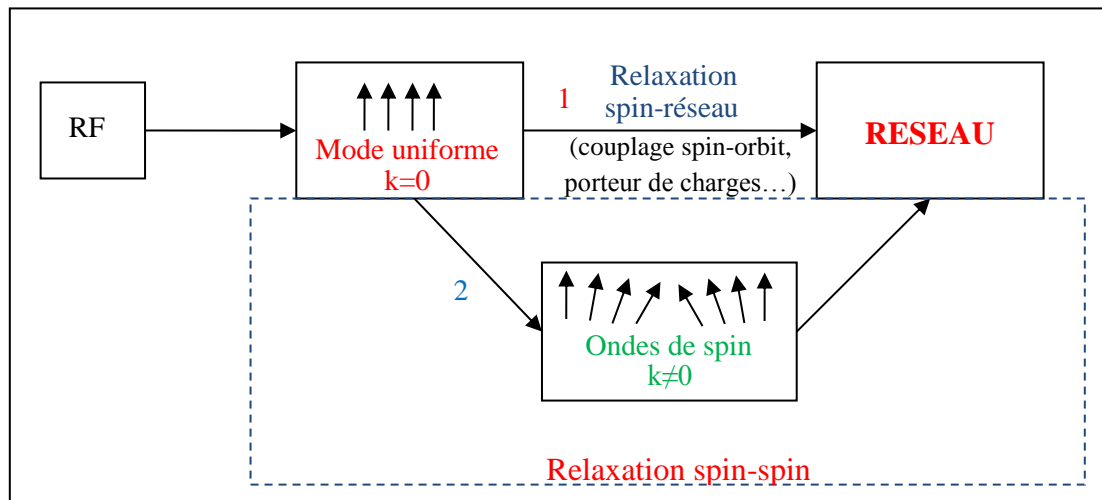 RF
Mode uniforme
k=0
1
Relaxation
spin-réseau
(couplage spin-orbit,
porteur de charges…)
RESEAU
2
Ondes de spin
k≠0
Relaxation spin-spin